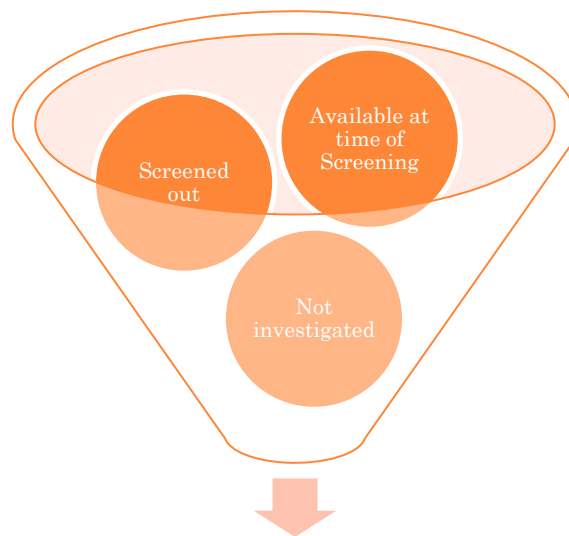 Available at
time of
Screening
Screened
out
Not
investigated